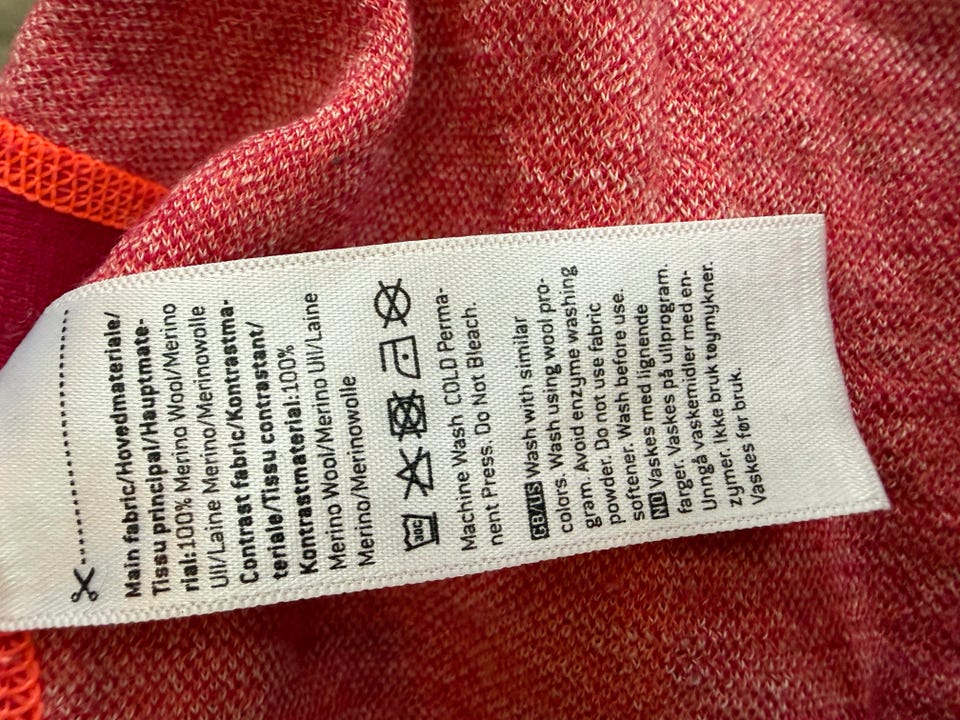 Main fabric/Hovedmateriale/
Tissu principal/Hauptmate-
rial:100% Merino Wool/Merino
Ull/Laine Merino/Merinowolle
Contrast fabric/Kontrastma-
teriale/Tissu contrastant/
Kontrastmaterial:100%
Merino Wool/Merino Ull/Laine
Merino/Merinowolle
30C
Machine Wash COLD Perma-
nent Press. Do Not Bleach.
GB/US Wash with similar
colors. Wash using wool pro-
gram. Avoid enzyme washing
powder. Do not use fabric
softener. Wash before use.
NO Vaskes med lignende
farger. Vaskes på ullprogram.
Unngå vaskemidler med en-
zymer. Ikke bruk tøymykner.
Vaskes før bruk.